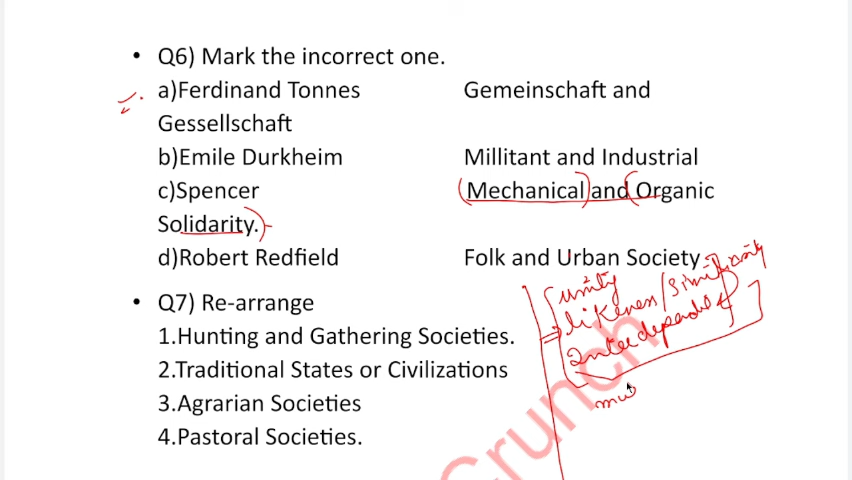 • Q6) Mark the incorrect one.
a)Ferdinand Tonnes Gemeinschaft and
Gessellschaft
b)Emile Durkheim Millitant and Industrial
c)Spencer Mechanical and Organic
Solidarity.
d)Robert Redfield Folk and Urban Society
unity
likeness/Similarity
• Q7) Re-arrange
1.Hunting and Gathering Societies.
2.Traditional States or Civilizations
3.Agrarian Societies
4.Pastoral Societies.
Crunch